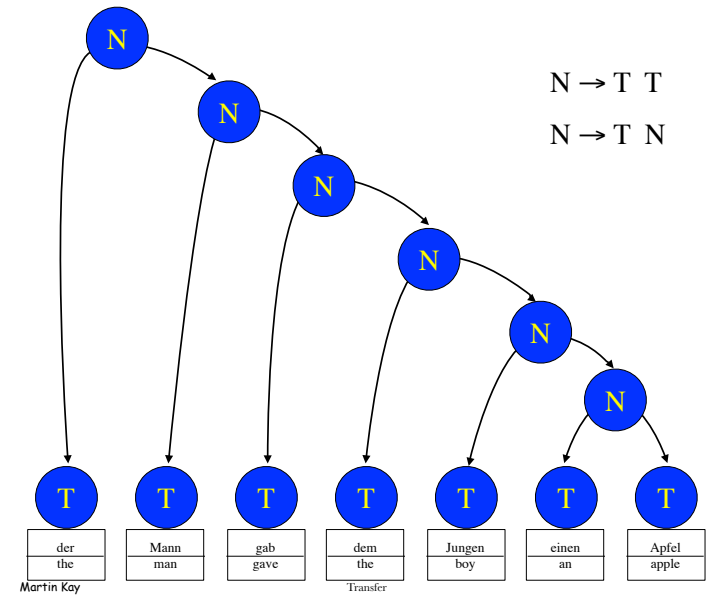 N
N → T T
N
N → T N
N
N
N
N
T T T T T T T
der Mann gab dem Jungen einen Apfel
the man gave the boy an apple
Martin Kay Transfer